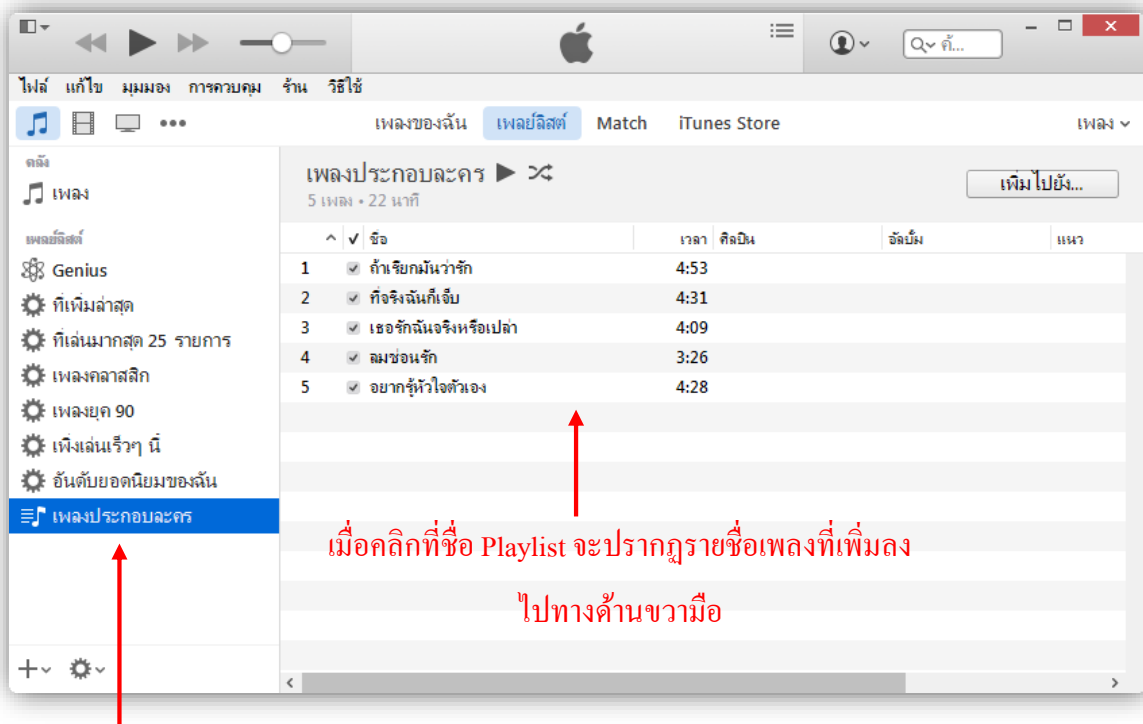 ค้...
ไฟล์ แก้ไข มุมมอง การควบคุม ร้าน วิธีใช้
เพลงของฉัน เพลย์ลิสต์ Match iTunes Store เพลง
คลัง
เพลง
เพลย์ลิสต์
Genius
ที่เพิ่มล่าสุด
ที่เล่นมากสุด 25 รายการ
เพลงคลาสสิก
เพลงยุค 90
เพิ่งเล่นเร็วๆ นี้
อันดับยอดนิยมของฉัน
เพลงประกอบละคร
เพลงประกอบละคร
5 เพลง • 22 นาที
เพิ่มไปยัง...
ชื่อ เวลา ศิลปิน อัลบั้ม แนว
1 ถ้าเรียกมันว่ารัก 4:53
2 ที่จริงฉันก็เจ็บ 4:31
3 เธอรักฉันจริงหรือเปล่า 4:09
4 ลมซ่อนรัก 3:26
5 อยากรู้หัวใจตัวเอง 4:28
เมื่อคลิกที่ชื่อ Playlist จะปรากฏรายชื่อเพลงที่เพิ่มลง
ไปทางด้านขวามือ